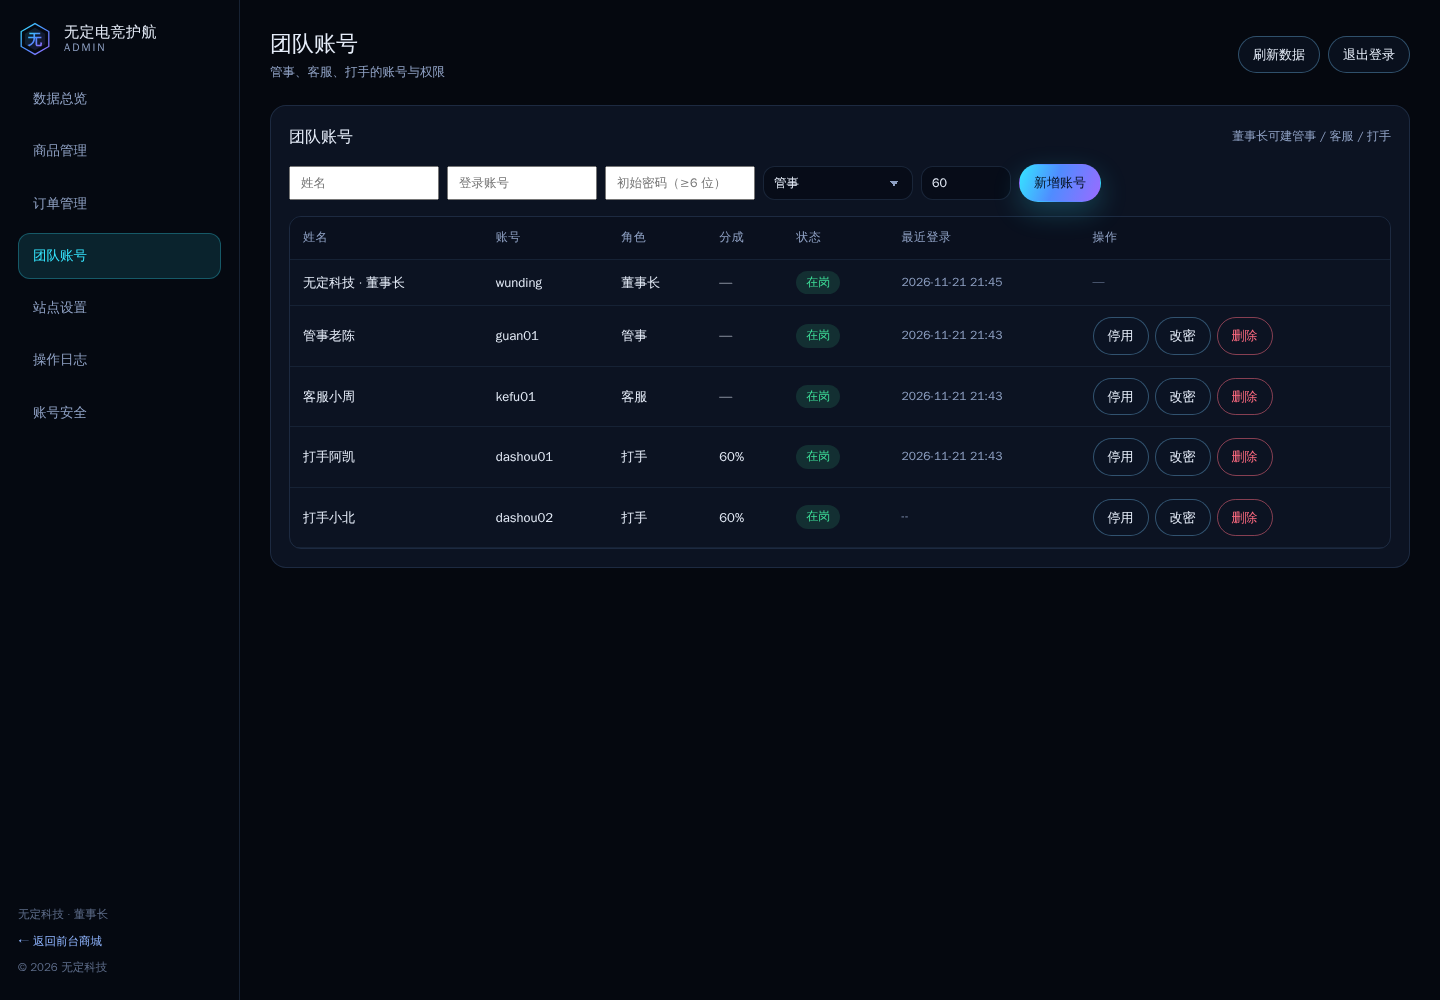 无
无定电竞护航
ADMIN
数据总览
商品管理
订单管理
团队账号
站点设置
操作日志
账号安全
无定科技 · 董事长
← 返回前台商城
© 2026 无定科技
团队账号
管事、客服、打手的账号与权限
刷新数据 退出登录
团队账号 董事长可建管事 / 客服 / 打手
姓名 登录账号 初始密码（≥6 位） 管事 60 新增账号
姓名 账号 角色 分成 状态 最近登录 操作
无定科技 · 董事长 wunding 董事长 — 在岗 2026-11-21 21:45 —
管事老陈 guan01 管事 — 在岗 2026-11-21 21:43 停用 改密 删除
客服小周 kefu01 客服 — 在岗 2026-11-21 21:43 停用 改密 删除
打手阿凯 dashou01 打手 60% 在岗 2026-11-21 21:43 停用 改密 删除
打手小北 dashou02 打手 60% 在岗 -- 停用 改密 删除